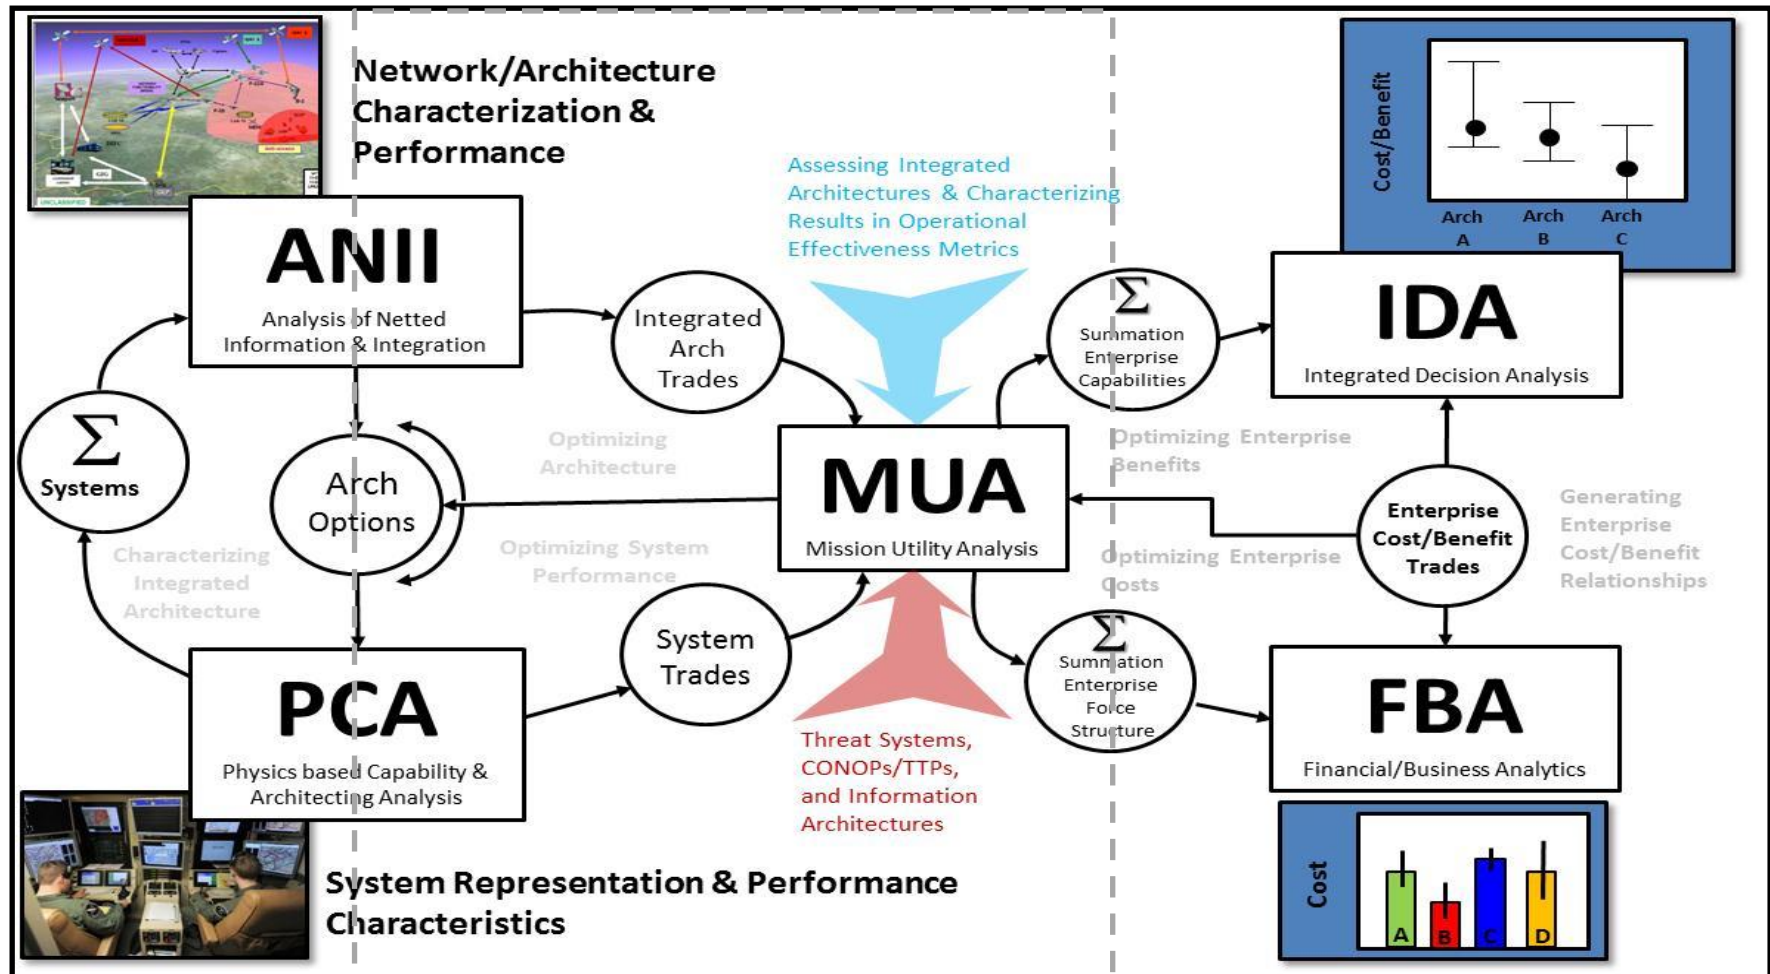 Network/Architecture
Characterization &
Performance
UNCLASSIFIED
GIG
ANII
Analysis of Netted
Information & Integration
Integrated
Arch
Trades
Assessing Integrated
Architectures & Characterizing
Results in Operational
Effectiveness Metrics
Σ
Summation
Enterprise
Capabilities
Cost/Benefit
Arch
A
Arch
B
Arch
C
IDA
Integrated Decision Analysis
Σ
Systems
Arch
Options
Optimizing
Architecture
MUA
Mission Utility Analysis
Optimizing Enterprise
Benefits
Enterprise
Cost/Benefit
Trades
Generating
Enterprise
Cost/Benefit
Relationships
Characterizing
Integrated
Architecture
Optimizing System
Performance
Optimizing Enterprise
Costs
System
Trades
Σ
Summation
Enterprise
Force
Structure
PCA
Physics based Capability &
Architecting Analysis
Threat Systems,
CONOPs/TTPs,
and Information
Architectures
FBA
Financial/Business Analytics
System Representation & Performance
Characteristics
Cost
A
B
C
D